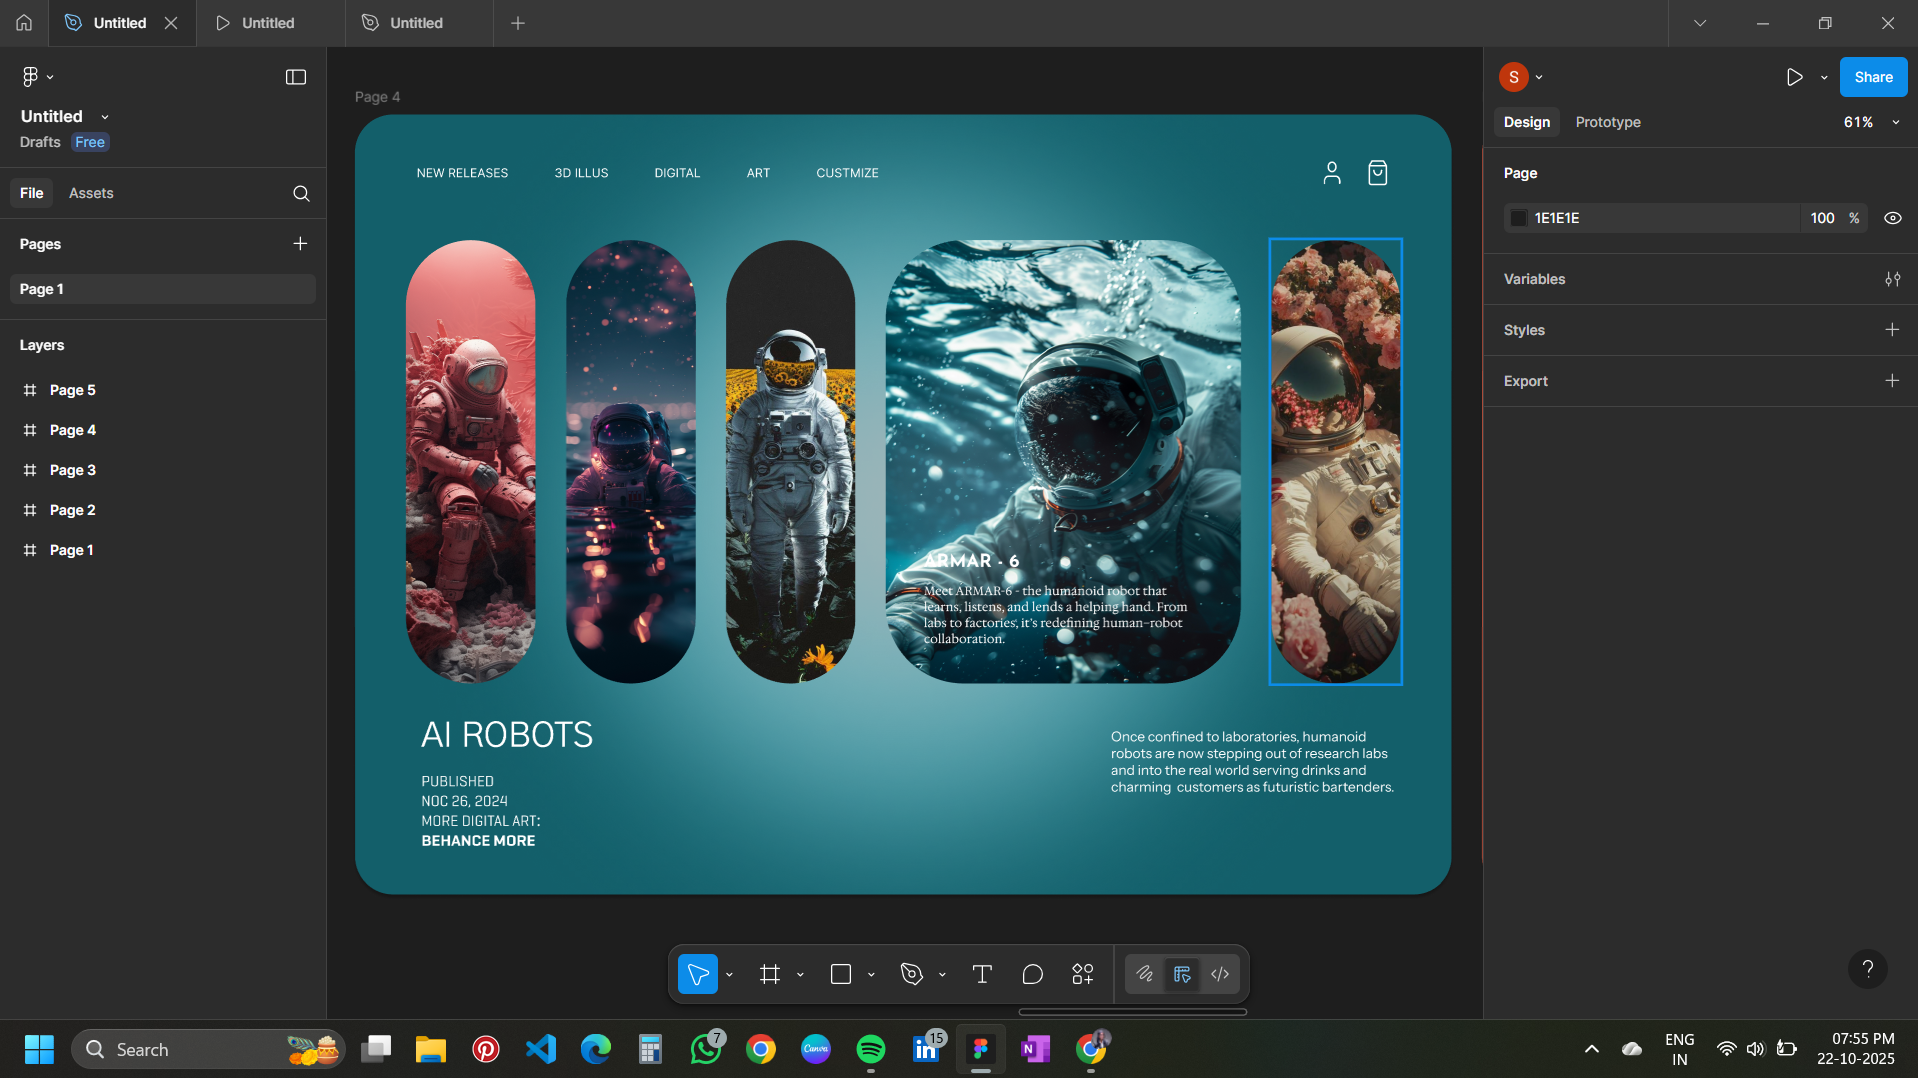 Untitled
Untitled
Untitled
Untitled
Drafts Free
File Assets
Pages
Page 1
Layers
Page 5
Page 4
Page 3
Page 2
Page 1
Page 4
NEW RELEASES 3D ILLUS DIGITAL ART CUSTMIZE
ARMAR - 6
Meet ARMAR-6 - the humanoid robot that
learns, listens, and lends a helping hand. From
labs to factories, it's redefining human–robot
collaboration.
AI ROBOTS
PUBLISHED
NOC 26, 2024
MORE DIGITAL ART:
BEHANCE MORE
Once confined to laboratories, humanoid
robots are now stepping out of research labs
and into the real world serving drinks and
charming  customers as futuristic bartenders.
S
Share
Design Prototype 61%
Page
1E1E1E 100 %
Variables
Styles
Export
?
Search
Canva
7
15
N
ENG
IN
07:55 PM
22-10-2025